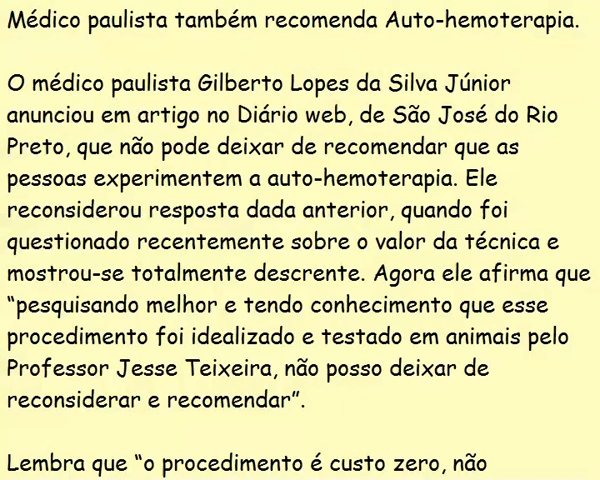 Médico paulista também recomenda Auto-hemoterapia.
O médico paulista Gilberto Lopes da Silva Júnior
anunciou em artigo no Diário web, de São José do Rio
Preto, que não pode deixar de recomendar que as
pessoas experimentem a auto-hemoterapia. Ele
reconsiderou resposta dada anterior, quando foi
questionado recentemente sobre o valor da técnica e
mostrou-se totalmente descrente. Agora ele afirma que
“pesquisando melhor e tendo conhecimento que esse
procedimento foi idealizado e testado em animais pelo
Professor Jesse Teixeira, não posso deixar de
reconsiderar e recomendar”.
Lembra que “o procedimento é custo zero, não